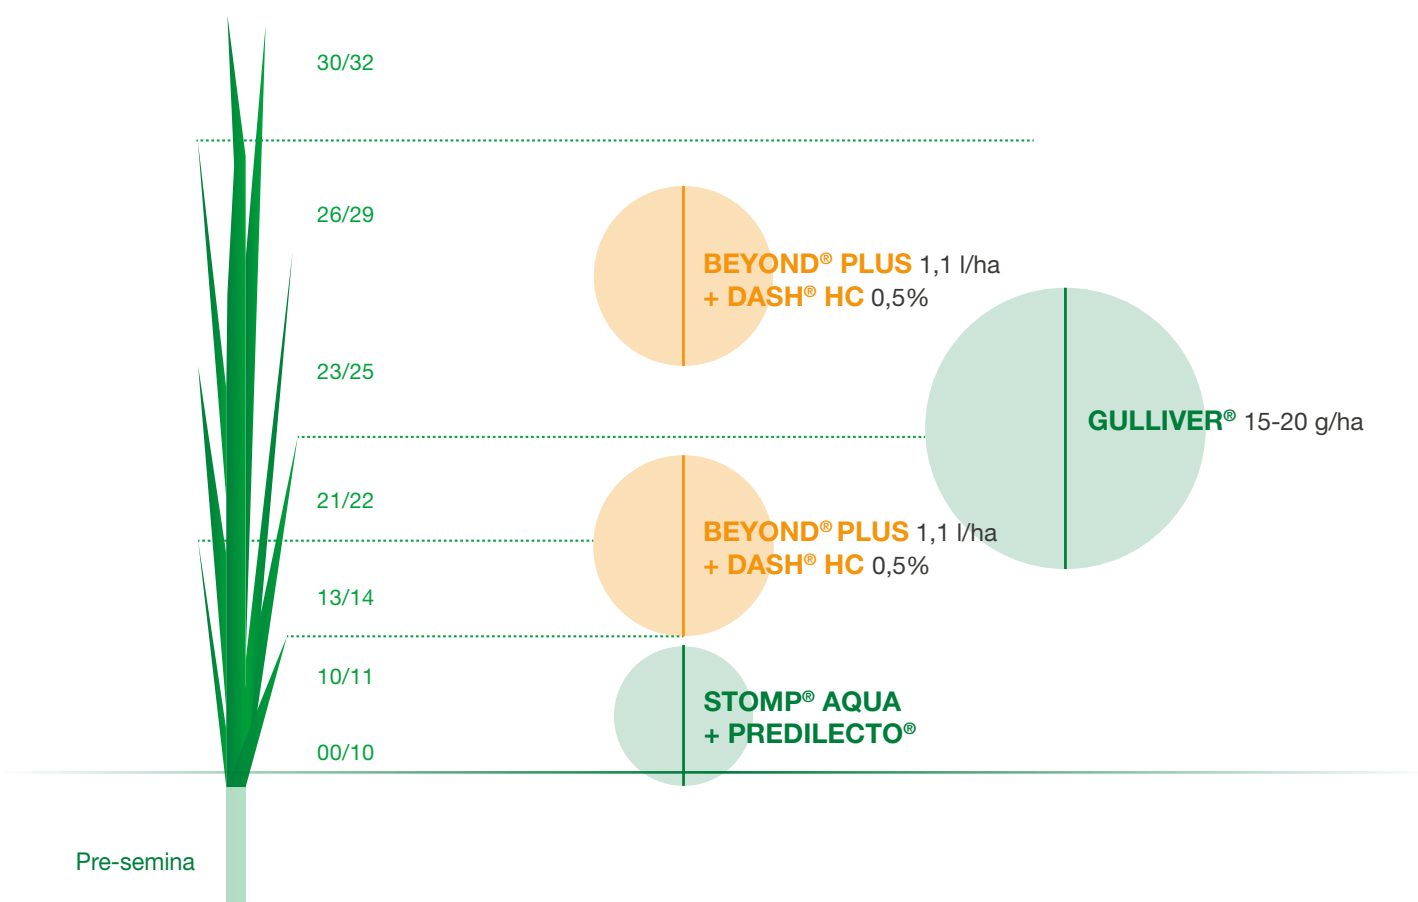 30/32
26/29
BEYOND® PLUS 1,1 l/ha
+ DASH® HC 0,5%
23/25
GULLIVER® 15-20 g/ha
21/22
BEYOND® PLUS 1,1 l/ha
+ DASH® HC 0,5%
13/14
10/11
STOMP® AQUA
+ PREDILECTO®
00/10
Pre-semina